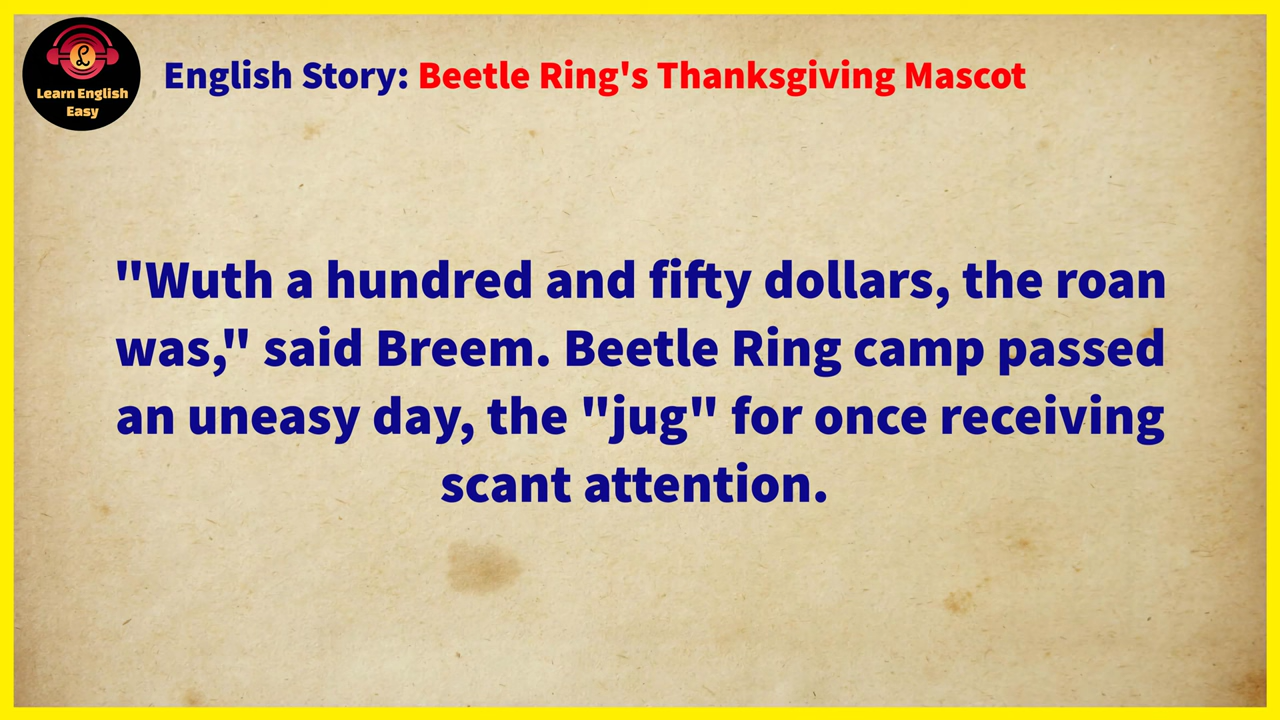 Learn English
Easy
English Story: Beetle Ring's Thanksgiving Mascot
"Wuth a hundred and fifty dollars, the roan
was," said Breem. Beetle Ring camp passed
an uneasy day, the "jug" for once receiving
scant attention.